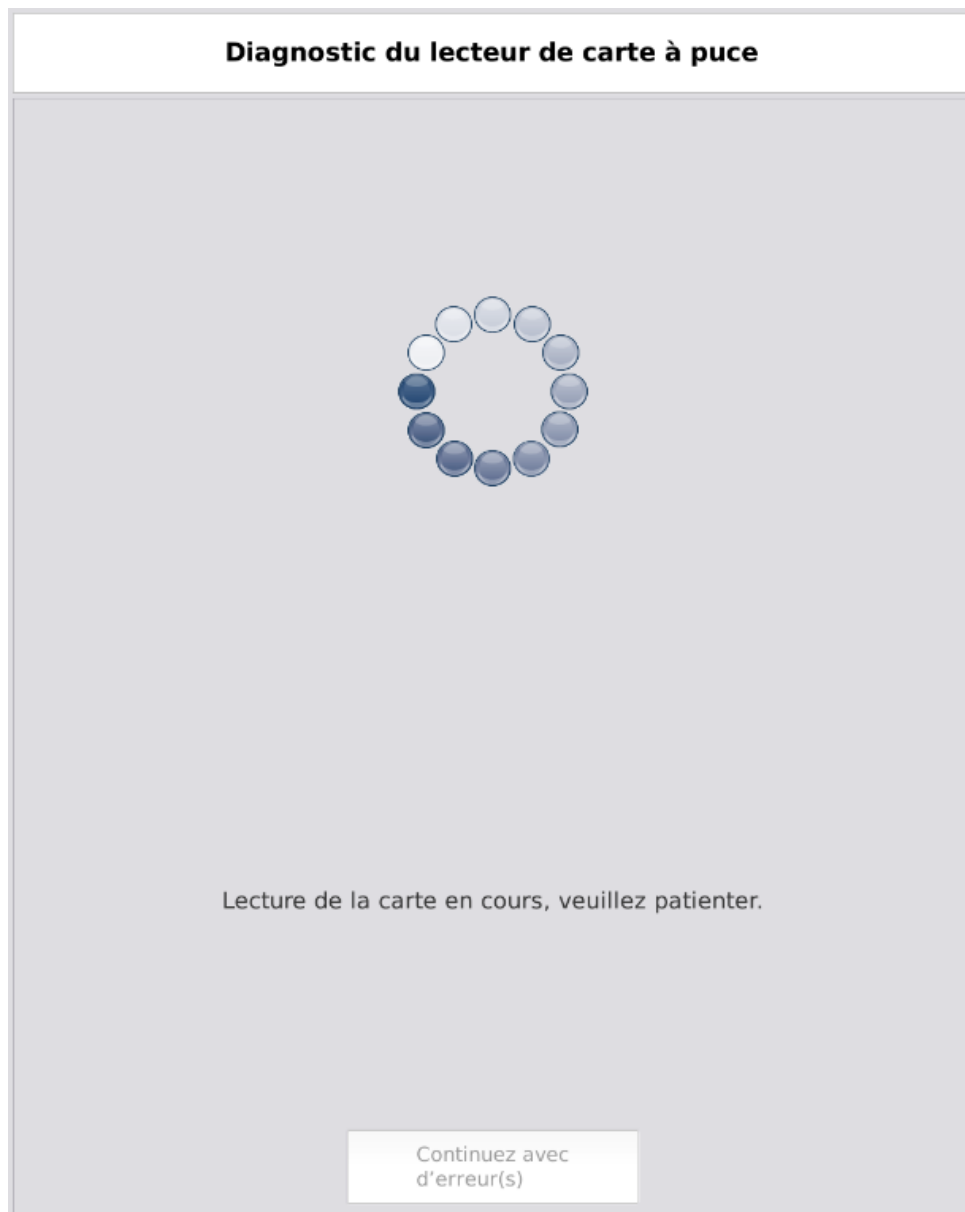 Diagnostic du lecteur de carte à puce
Lecture de la carte en cours, veuillez patienter.
Continuez avec
d’erreur(s)